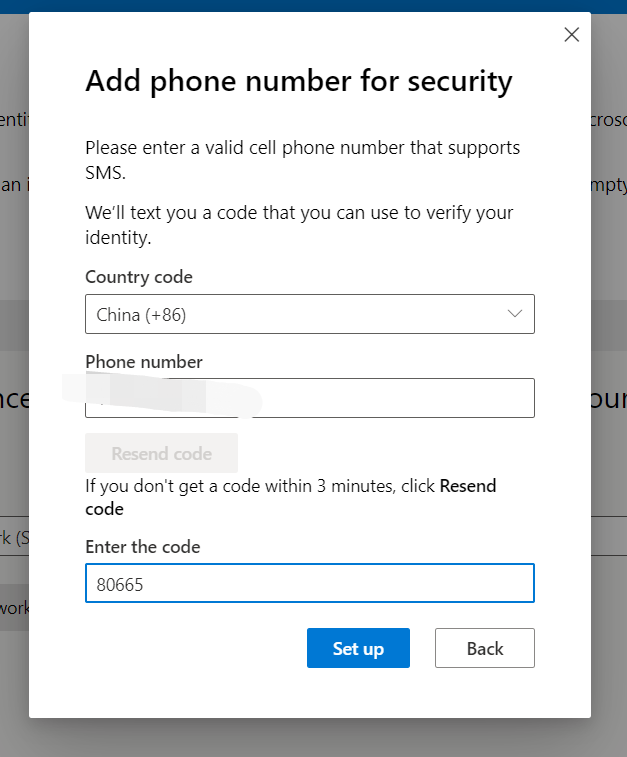 Add phone number for security
Please enter a valid cell phone number that supports
SMS.
We'll text you a code that you can use to verify your
identity.
Country code
China (+86)
Phone number
Resend code
If you don't get a code within 3 minutes, click Resend
code
Enter the code
80665
Set up
Back